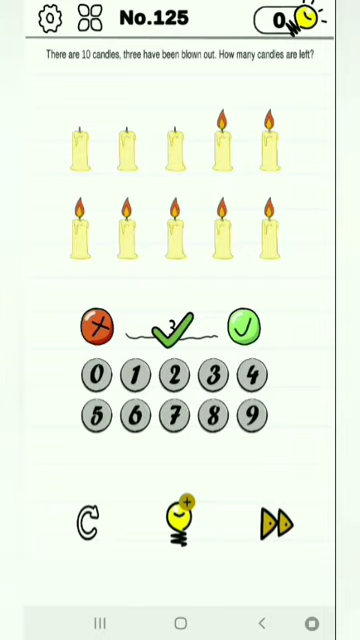 No.125
0
There are 10 candles, three have been blown out. How many candles are left?
3
0 1 2 3 4
5 6 7 8 9